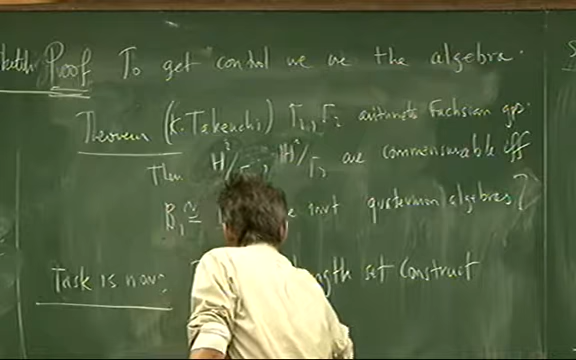 Proof To get control we use the algebra.
Theorem (K. Takeuchi) Γ₁, Γ₂ arithmetic Fuchsian gps.
Then H²/Γ₁, H²/Γ₂ are commensurable iff
B₁ ≅ invt quaternion algebras?
Task is now: length set Construct